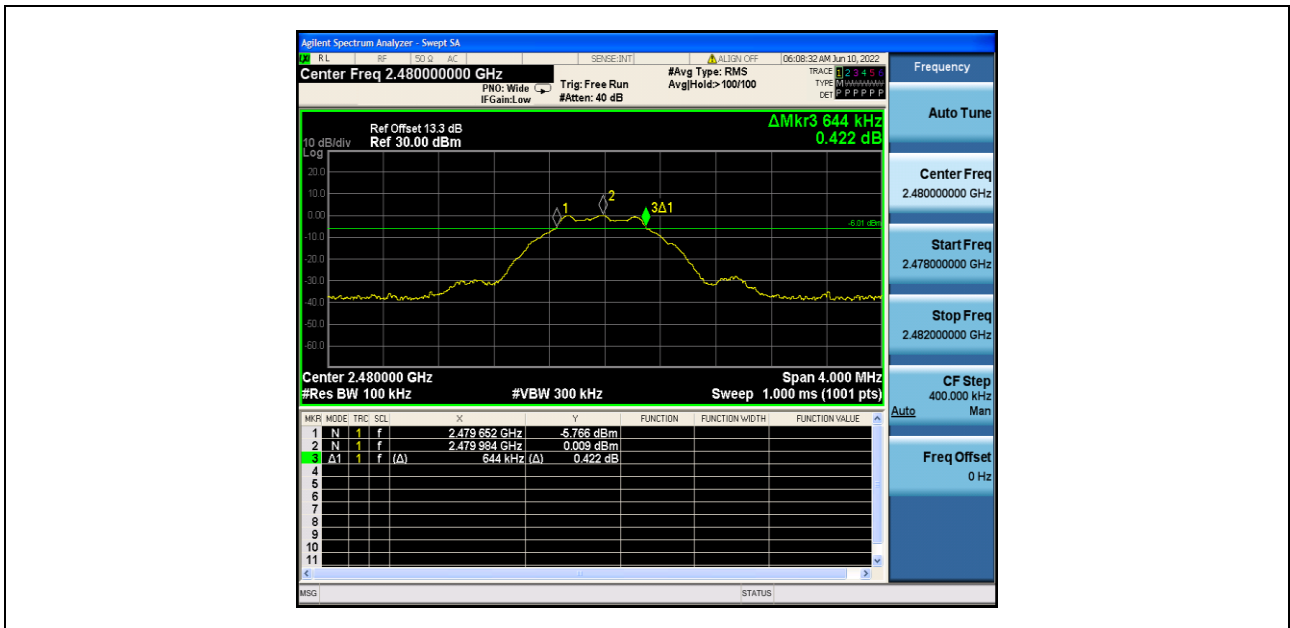 Agilent Spectrum Analyzer - Swept SA
RL RF 50 Ω AC SENSE:INT ALIGN OFF 06:08:32 AM Jun 10, 2022
Center Freq 2.480000000 GHz
PNO: Wide
IFGain:Low
Trig: Free Run
#Atten: 40 dB
#Avg Type: RMS
Avg|Hold:>100/100
TRACE 1 2 3 4 5 6
TYPE M
DET P P P P P P
Frequency
ΔMkr3 644 kHz
0.422 dB
Ref Offset 13.3 dB
10 dB/div Ref 30.00 dBm
Log
20.0
10.0
0.00
-10.0
-20.0
-30.0
-40.0
-50.0
-60.0
1
2
3Δ1
-6.01 dBm
Center 2.480000 GHz Span 4.000 MHz
#Res BW 100 kHz #VBW 300 kHz Sweep 1.000 ms (1001 pts)
MKR MODE TRC SCL X Y FUNCTION FUNCTION WIDTH FUNCTION VALUE
1 N 1 f 2.479 652 GHz -5.766 dBm
2 N 1 f 2.479 984 GHz 0.009 dBm
3 Δ1 1 f (Δ) 644 kHz (Δ) 0.422 dB
4
5
6
7
8
9
10
11
MSG STATUS
Auto Tune
Center Freq
2.480000000 GHz
Start Freq
2.478000000 GHz
Stop Freq
2.482000000 GHz
CF Step
400.000 kHz
Auto Man
Freq Offset
0 Hz